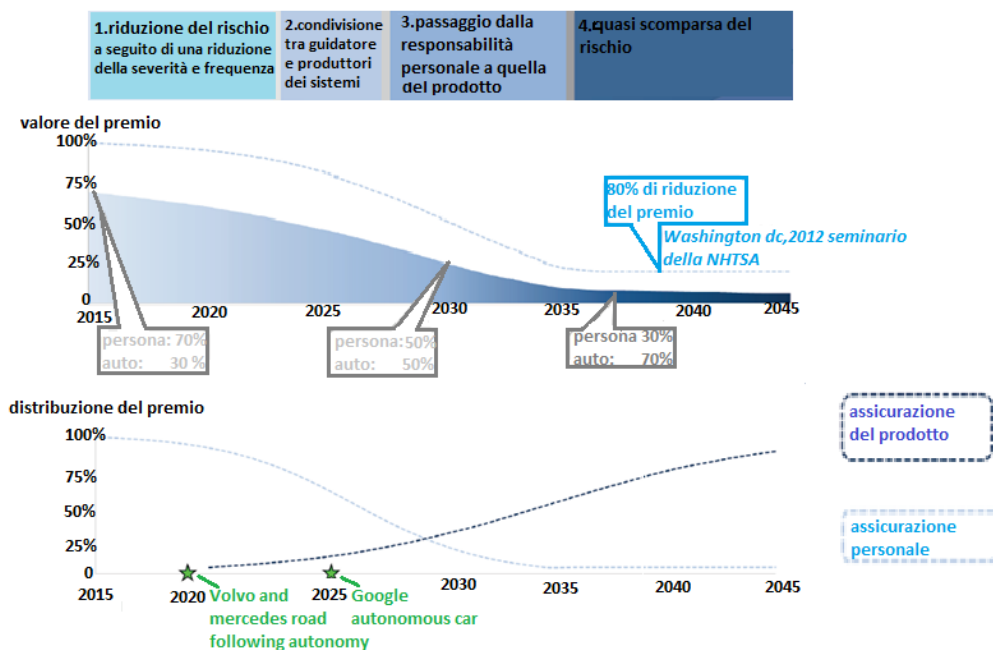 1.riduzione del rischio
a seguito di una riduzione
della severità e frequenza
2.condivisione
tra guidatore
e produttori
dei sistemi
3.passaggio dalla
responsabilità
personale a quella
del prodotto
4.quasi scomparsa del
rischio
valore del premio
100%
75%
50%
25%
0
80% di riduzione
del premio
Washington dc,2012 seminario
della NHTSA
2015
2020
2025
2030
2035
2040
2045
persona: 70%
auto: 30 %
persona: 50%
auto: 50%
persona 30%
auto: 70%
distribuzione del premio
100%
75%
50%
25%
0
2015
2020
2025
2030
2035
2040
2045
Volvo and
mercedes road
following autonomy
Google
autonomous car
assicurazione
del prodotto
assicurazione
personale